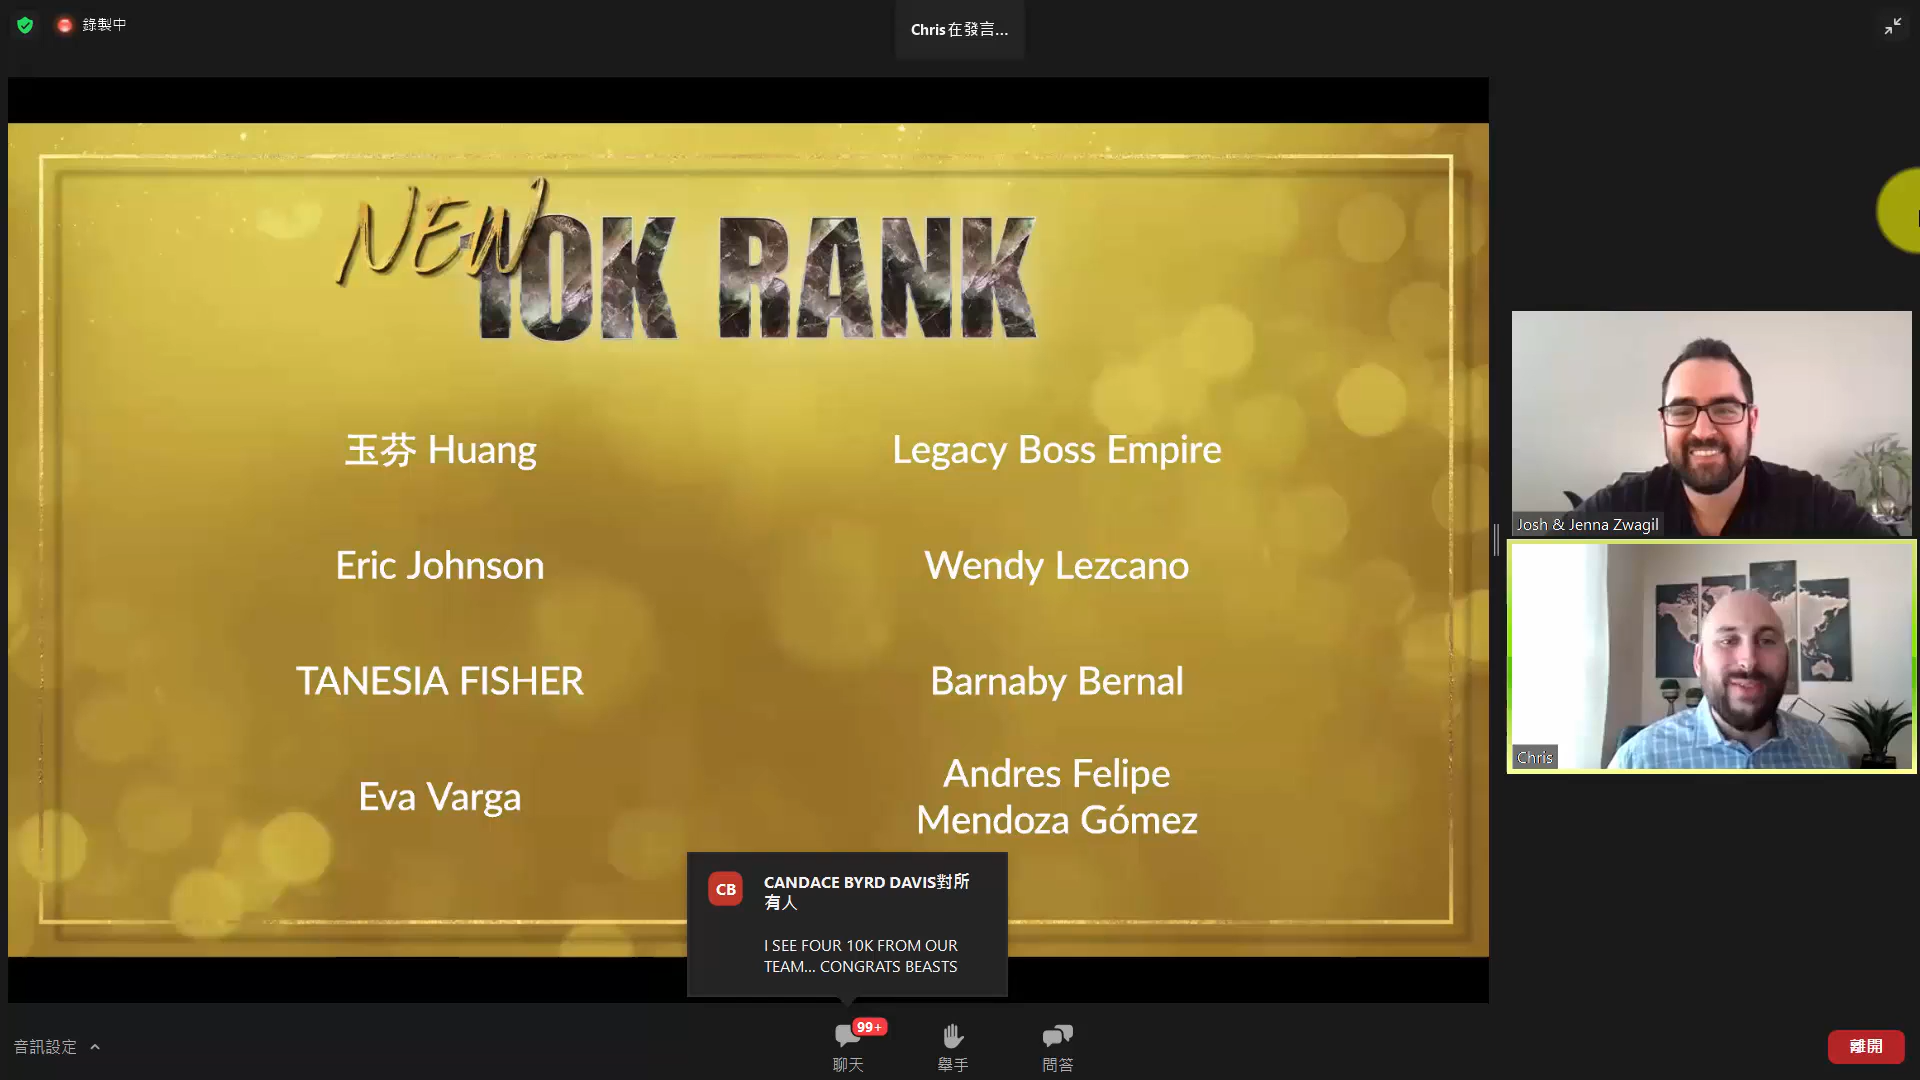 錄製中
Chris在發言...
NEW
10K RANK
玉芬 Huang
Legacy Boss Empire
Eric Johnson
Wendy Lezcano
TANESIA FISHER
Barnaby Bernal
Eva Varga
Andres Felipe
Mendoza Gómez
Josh & Jenna Zwagil
Chris
CB
CANDACE BYRD DAVIS對所
有人
I SEE FOUR 10K FROM OUR
TEAM... CONGRATS BEASTS
音訊設定
99+
聊天
舉手
問答
離開